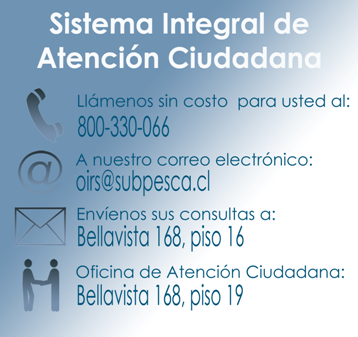 Sistema Integral de
Atención Ciudadana
Llámenos sin costo para usted al:
800-330-066
A nuestro correo electrónico:
oirs@subpesca.cl
Envíenos sus consultas a:
Bellavista 168, piso 16
Oficina de Atención Ciudadana:
Bellavista 168, piso 19